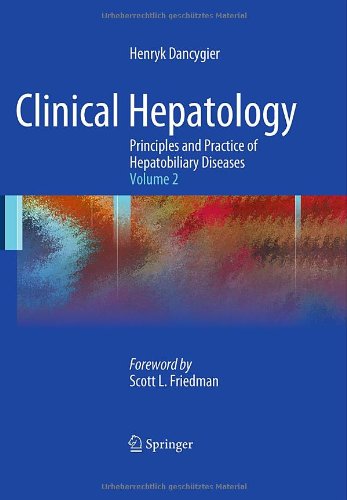 Urheberrechtlich geschütztes Material
Henryk Dancygier
Clinical Hepatology
Principles and Practice of
Hepatobiliary Diseases
Volume 2
Foreword by
Scott L. Friedman
Springer
Urheberrechtlich geschütztes Material